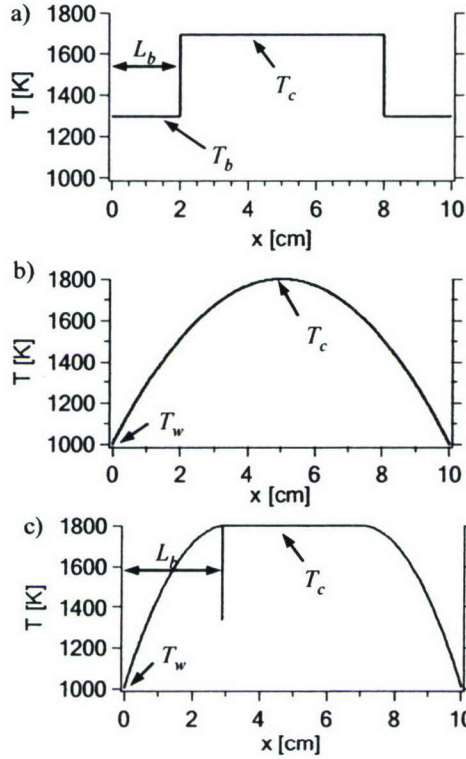 a)
1800
1600
1400
1200
1000
T [K]
L_b
T_c
T_b
0 2 4 6 8 10
x [cm]
b)
1800
1600
1400
1200
1000
T [K]
T_c
T_w
0 2 4 6 8 10
x [cm]
c)
1800
1600
1400
1200
1000
T [K]
L_b
T_c
T_w
0 2 4 6 8 10
x [cm]